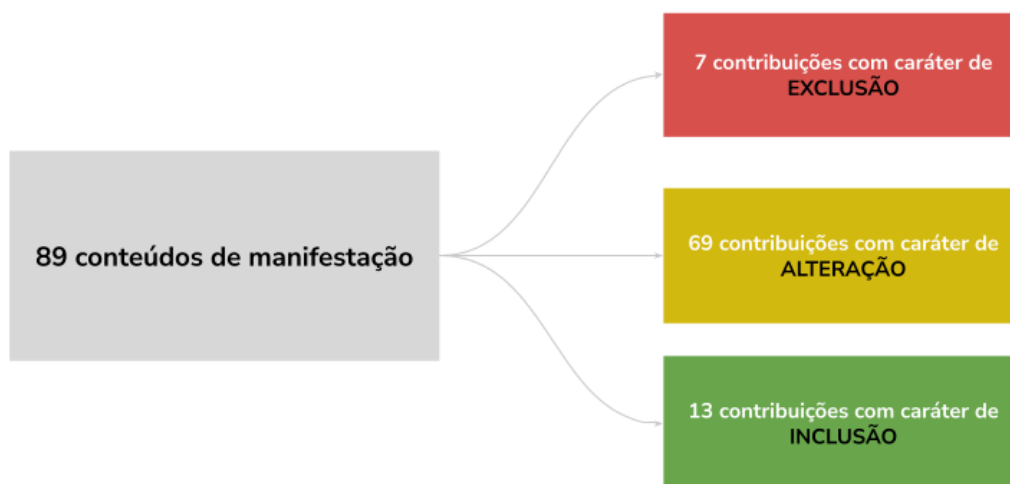 89 conteúdos de manifestação
7 contribuições com caráter de
EXCLUSÃO
69 contribuições com caráter de
ALTERAÇÃO
13 contribuições com caráter de
INCLUSÃO